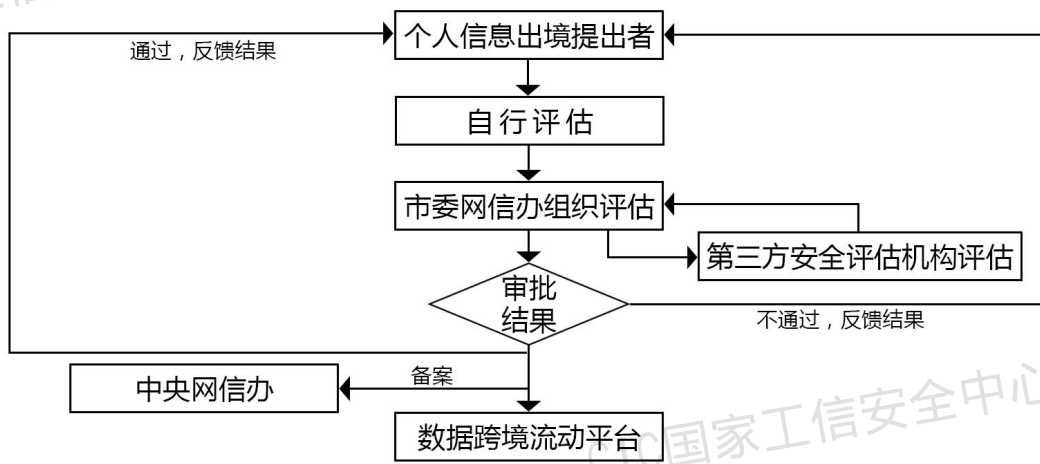 个人信息出境提出者
通过，反馈结果
自行评估
市委网信办组织评估
第三方安全评估机构评估
审批
结果
不通过，反馈结果
备案
中央网信办
数据跨境流动平台
国家工信安全中心